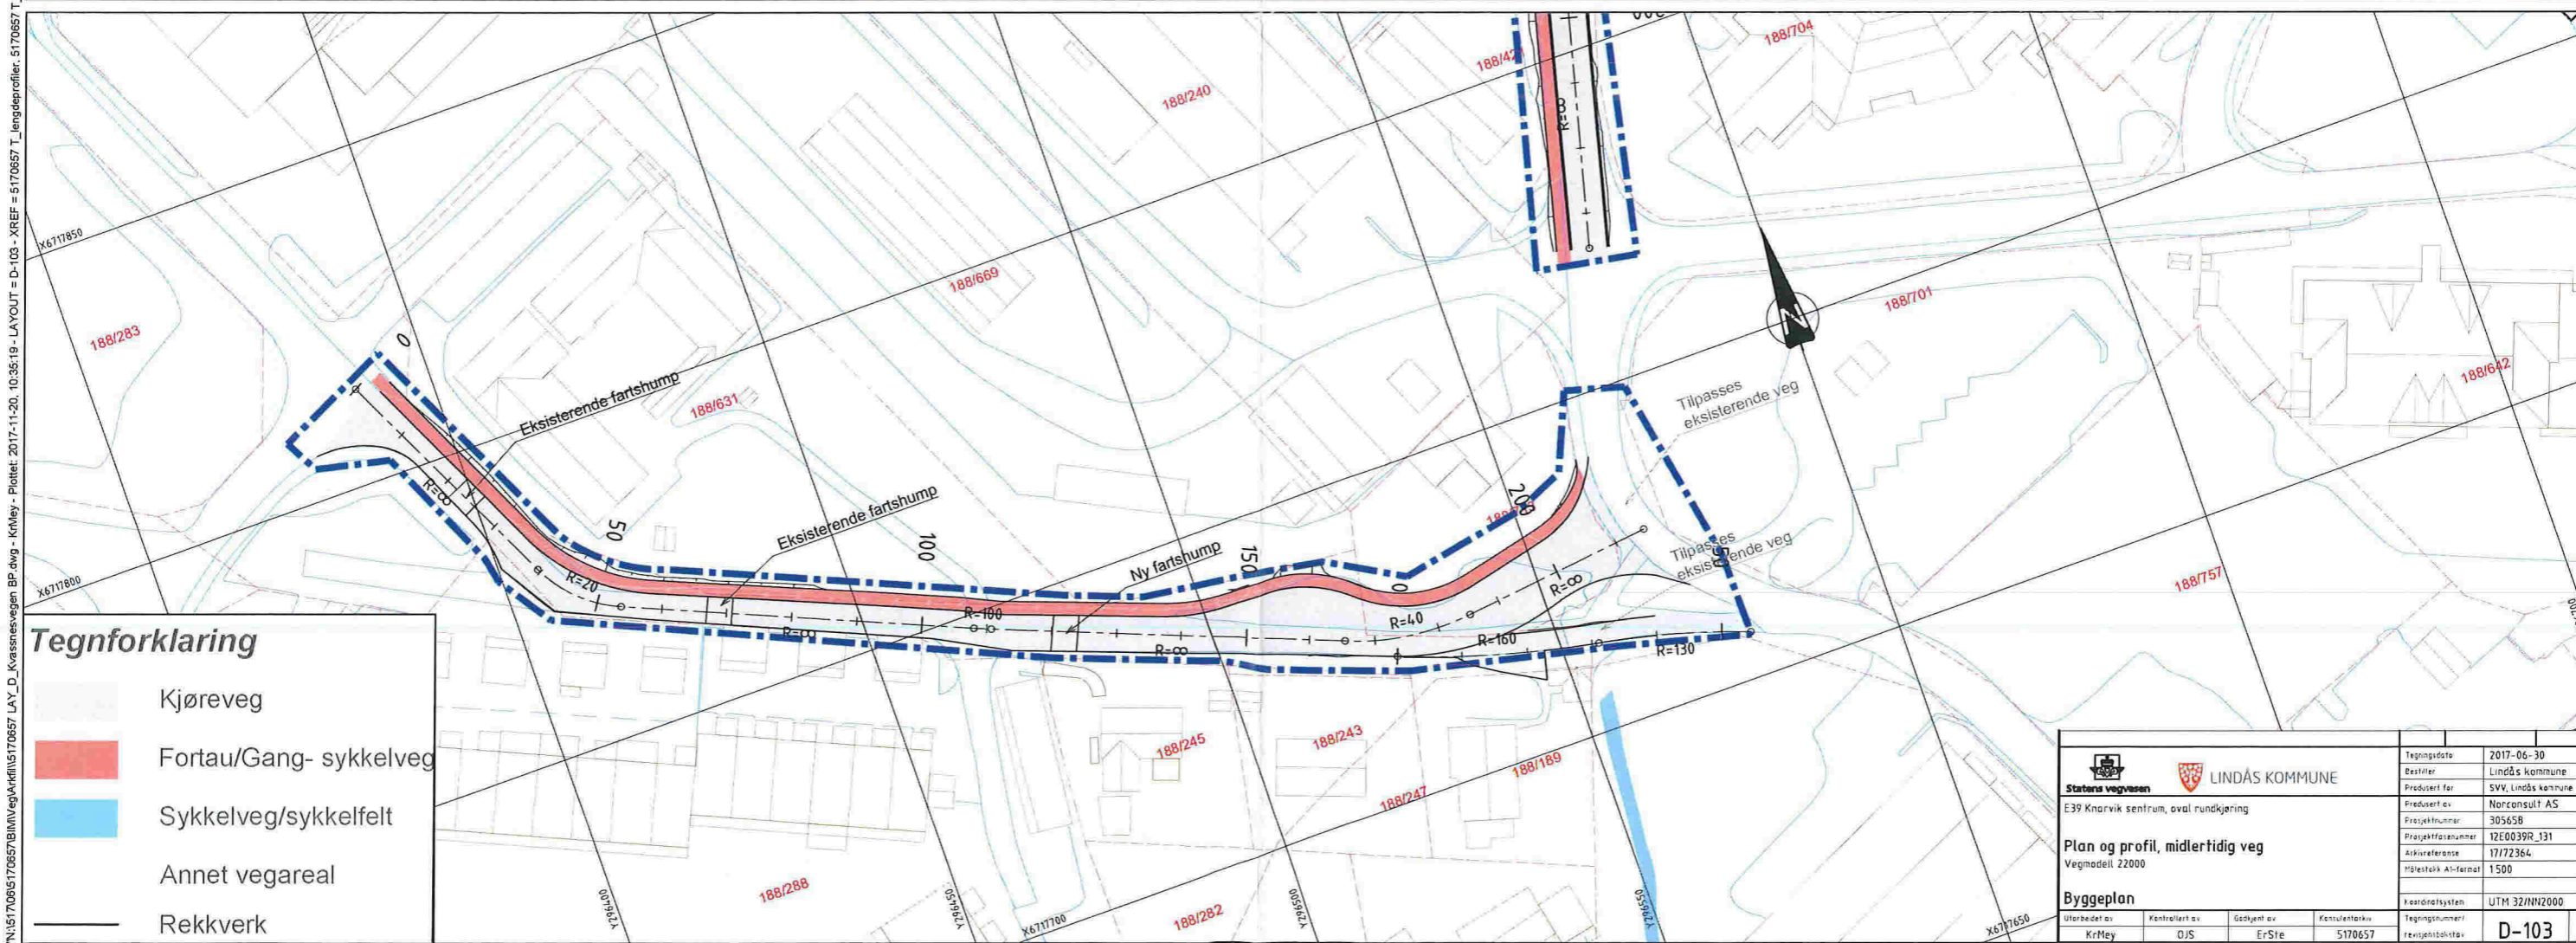 N:\517\06\5170657\BIM\Veg\Arkfil\5170657 LAY_D_Kvassnesvegen BP.dwg - KrMey - Plottet: 2017-11-20, 10:35:19 - LAYOUT = D-103 - XREF = 5170657 T_lengdeprofiler, 5170657 T_
188/704
188/421
188/240
R=∞
188/669
188/701
X6717850
188/283
188/642
0
Eksisterende fartshump
188/631
Tilpasses
eksisterende veg
R=∞
Eksisterende fartshump
200
50
100
150
Ny fartshump
Tilpasses
eksisterende veg
50
188/757
X6717800
R=20
R=∞
R=100
R=∞
0
R=40
R=∞
R=160
R=130
Tegnforklaring
Kjøreveg
Fortau/Gang- sykkelveg
Sykkelveg/sykkelfelt
Annet vegareal
Rekkverk
188/245
188/243
188/189
188/247
188/288
188/282
Y296400
Y296450
X6717700
Y296500
Y296550
X6717650
Statens vegvesen
LINDÅS KOMMUNE
E39 Knarvik sentrum, oval rundkjøring
Plan og profil, midlertidig veg
Vegmodell 22000
Byggeplan
Utarbeidet av Kontrollert av Godkjent av Konsulentarkiv
KrMey OJS ErSte 5170657
Tegningsdato 2017-06-30
Bestiller Lindås kommune
Produsert for SVV, Lindås kommune
Produsert av Norconsult AS
Prosjektnummer 305658
Prosjektfasenummer 12E0039R_131
Arkivreferanse 17/72364
Målestokk A1-format 1:500
Koordinatsystem UTM 32/NN2000
Tegningsnummer/
revisjonsbokstav D-103